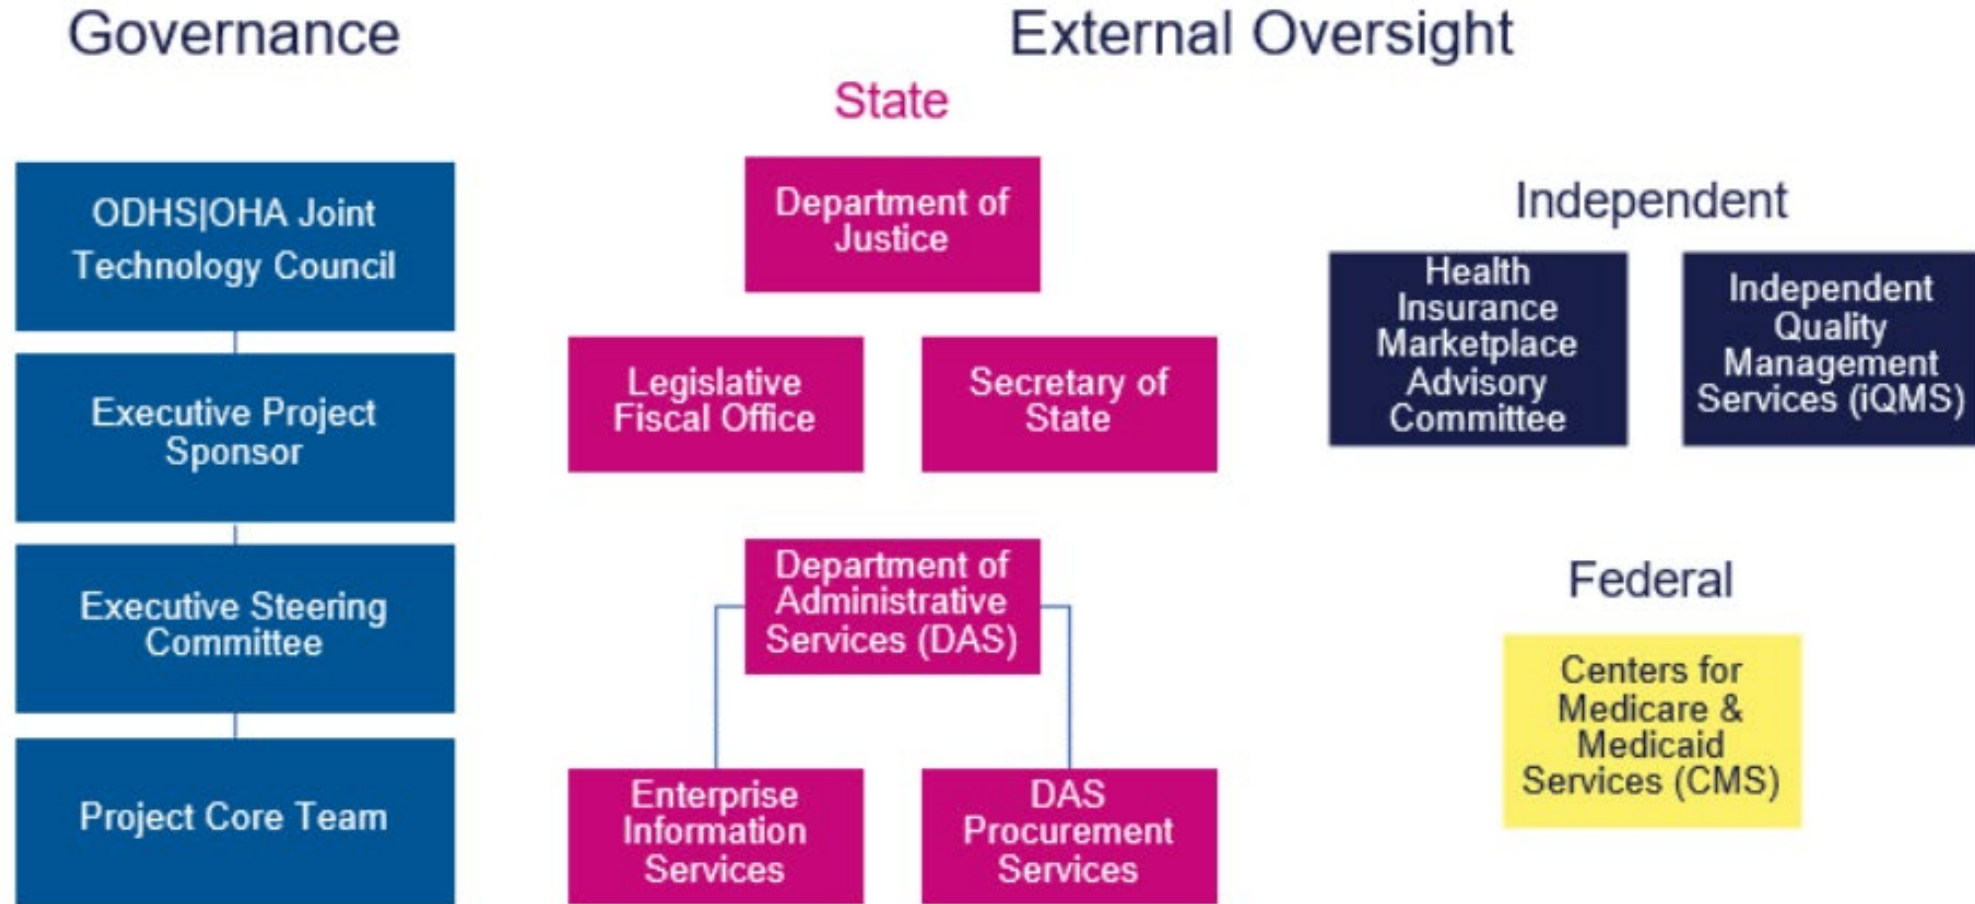 Governance
ODHS|OHA Joint
Technology Council
Executive Project
Sponsor
Executive Steering
Committee
Project Core Team
External Oversight
State
Department of
Justice
Legislative
Fiscal Office
Secretary of
State
Department of
Administrative
Services (DAS)
Enterprise
Information
Services
DAS
Procurement
Services
Independent
Health
Insurance
Marketplace
Advisory
Committee
Independent
Quality
Management
Services (iQMS)
Federal
Centers for
Medicare &
Medicaid
Services (CMS)